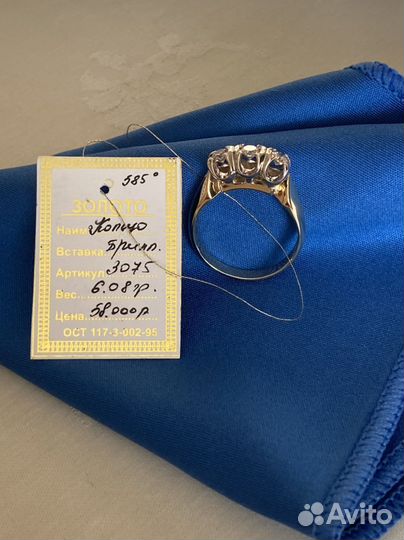 585°
ЗОЛОТО
Наим. Кольцо
Вставка. Брилл.
Артикул. 3075
Вес... 6.08гр.
Цена... 58.000р.
ОСТ 117-3-002-95
Avito